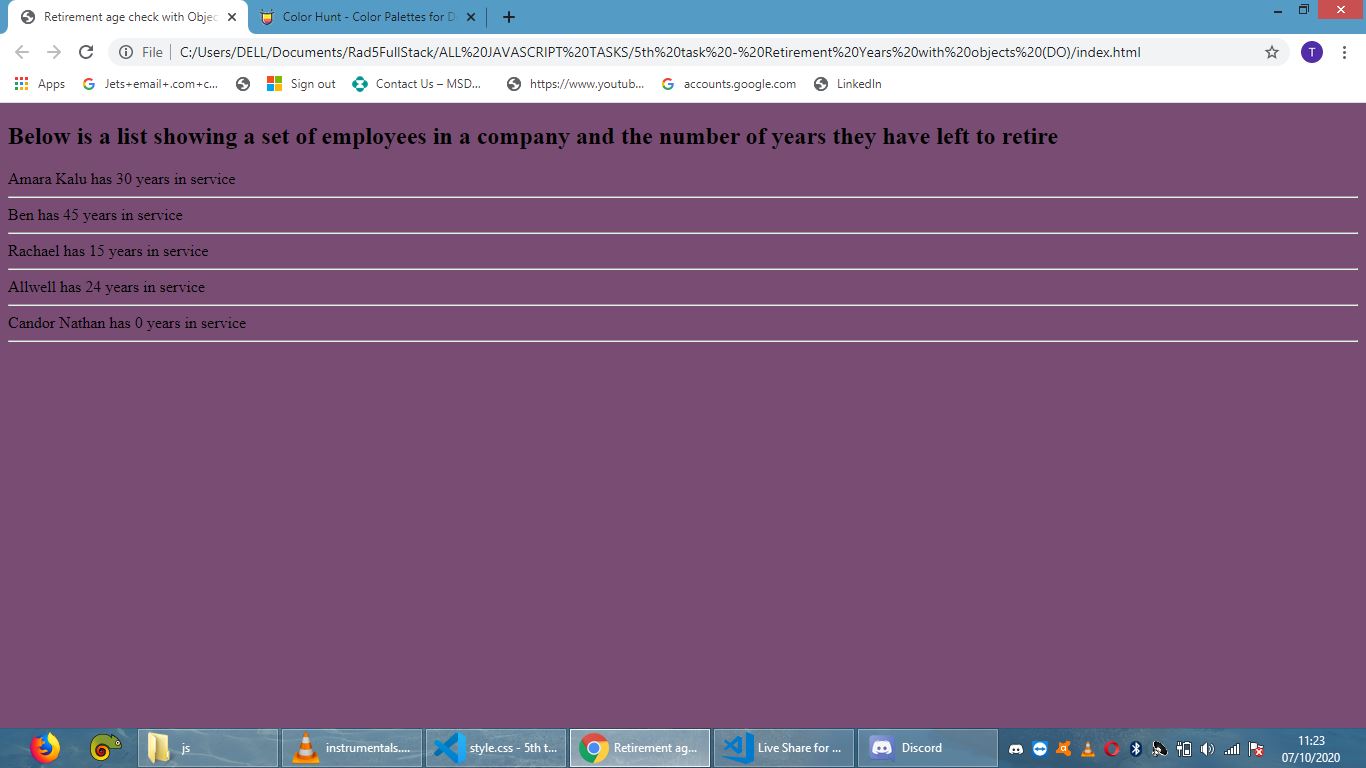 Retirement age check with Objec
Color Hunt - Color Palettes for D
File
C:/Users/DELL/Documents/Rad5FullStack/ALL%20JAVASCRIPT%20TASKS/5th%20task%20-%20Retirement%20Years%20with%20objects%20(DO)/index.html
T
Apps
Jets+email+.com+c...
Sign out
Contact Us – MSD...
https://www.youtub...
accounts.google.com
LinkedIn
Below is a list showing a set of employees in a company and the number of years they have left to retire
Amara Kalu has 30 years in service
Ben has 45 years in service
Rachael has 15 years in service
Allwell has 24 years in service
Candor Nathan has 0 years in service
js
instrumentals....
style.css - 5th t...
Retirement ag...
Live Share for ...
Discord
11:23
07/10/2020